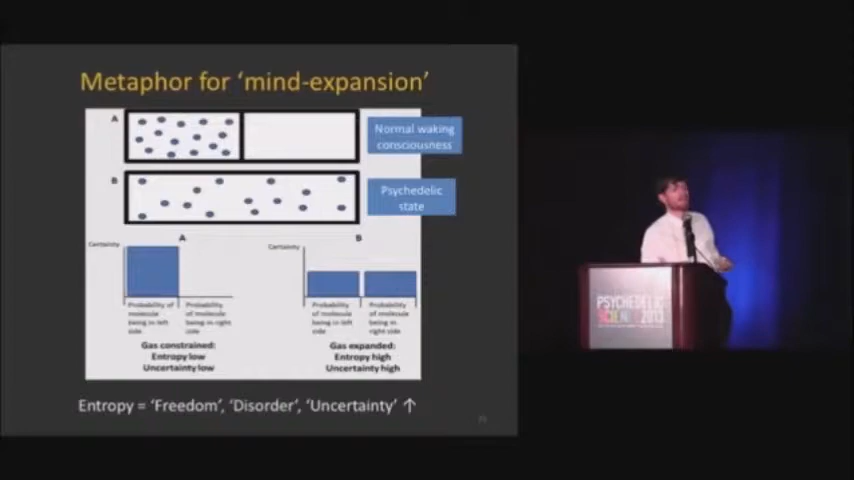 Metaphor for ‘mind-expansion’
A
Normal waking
consciousness
B
Psychedelic
state
A
Certainty
Probability of
molecule
being in left
side
Probability
of molecule
being in right
side
Gas constrained:
Entropy low
Uncertainty low
B
Certainty
Probability of
molecule
being in left
side
Probability
of molecule
being in
right side
Gas expanded:
Entropy high
Uncertainty high
Entropy = ‘Freedom’, ‘Disorder’, ‘Uncertainty’ ↑
PSYCHEDELIC
SCIENCE 2013